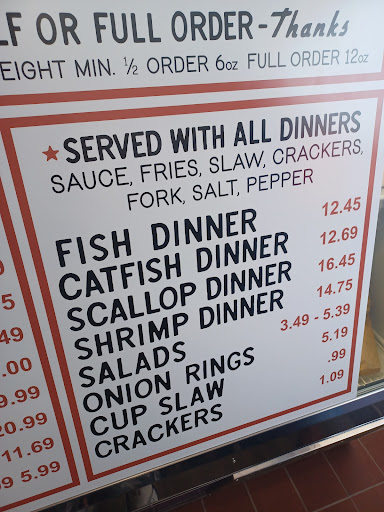 LF OR FULL ORDER - Thanks
EIGHT MIN. ½ ORDER 6oz FULL ORDER 12oz
★ SERVED WITH ALL DINNERS
SAUCE, FRIES, SLAW, CRACKERS,
FORK, SALT, PEPPER
FISH DINNER 12.45
CATFISH DINNER 12.69
SCALLOP DINNER 16.45
SHRIMP DINNER 14.75
SALADS 3.49 - 5.39
ONION RINGS 5.19
CUP SLAW .99
CRACKERS 1.09
0
5
49
.00
9.99
20.99
11.69
9 5.99